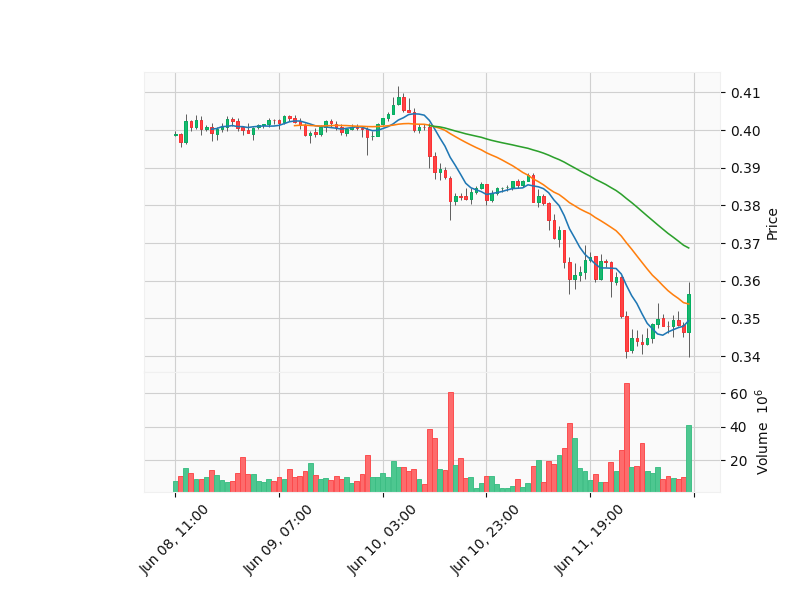 0.41
0.40
0.39
0.38
0.37
0.36
0.35
0.34
Price
60
40
20
Volume 10⁶
Jun 08, 11:00
Jun 09, 07:00
Jun 10, 03:00
Jun 10, 23:00
Jun 11, 19:00